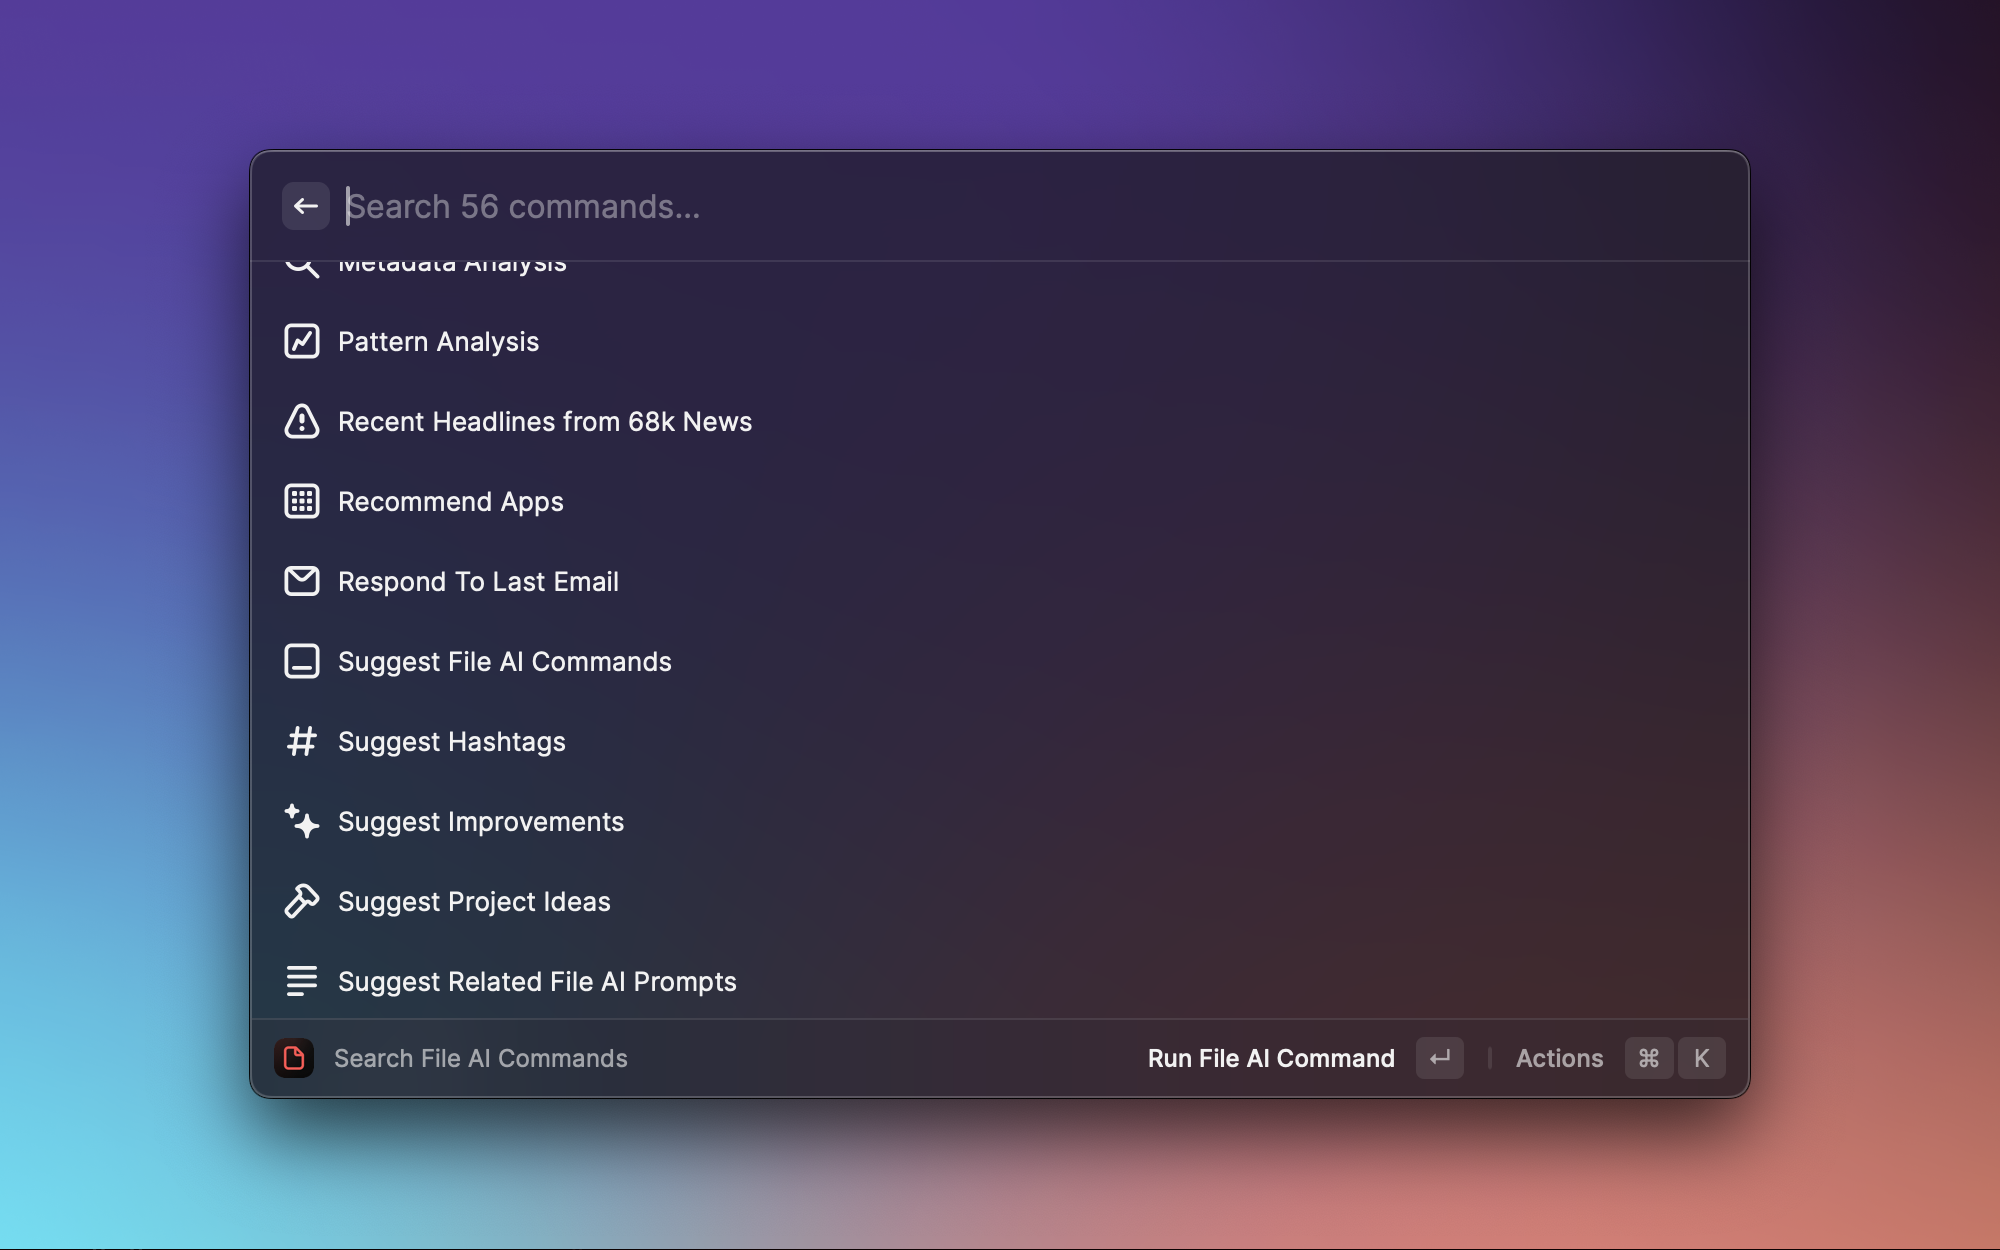 Search 56 commands...
Metadata Analysis
Pattern Analysis
Recent Headlines from 68k News
Recommend Apps
Respond To Last Email
Suggest File AI Commands
Suggest Hashtags
Suggest Improvements
Suggest Project Ideas
Suggest Related File AI Prompts
Search File AI Commands Run File AI Command ↵ Actions ⌘ K